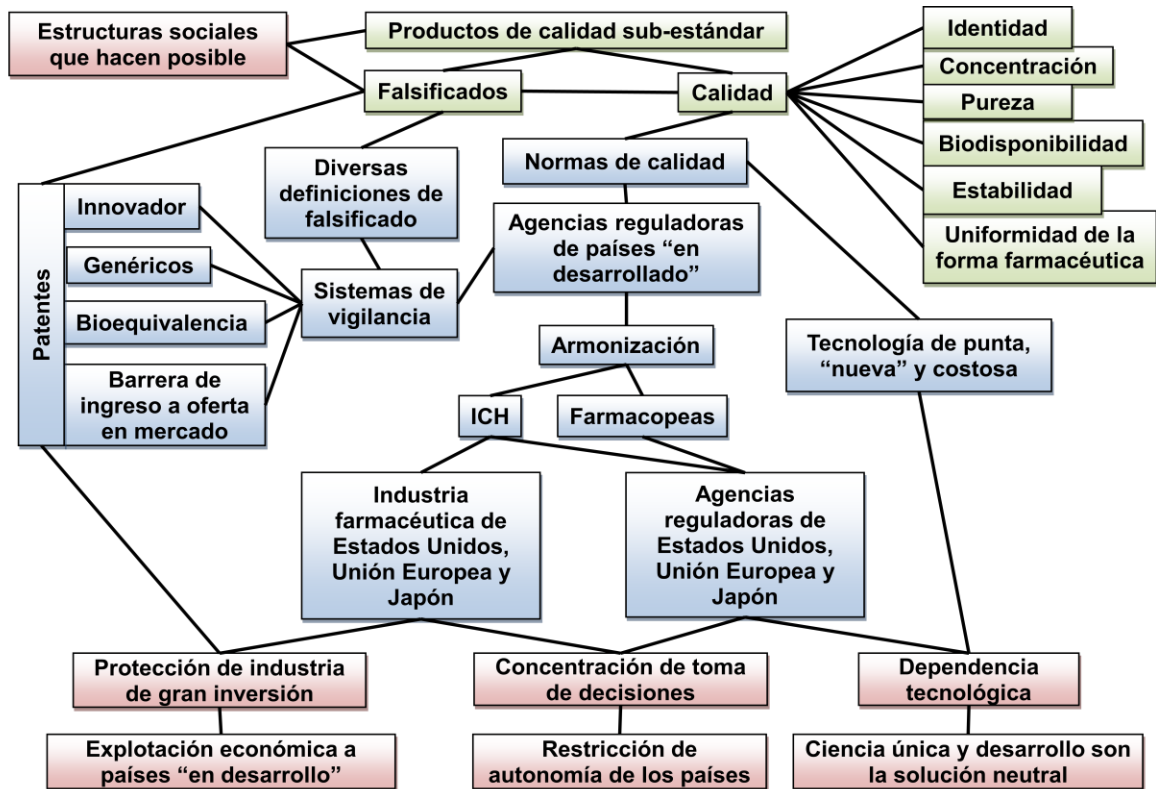 Estructuras sociales
que hacen posible
Productos de calidad sub-estándar
Falsificados
Calidad
Identidad
Concentración
Pureza
Biodisponibilidad
Estabilidad
Uniformidad de la
forma farmacéutica
Diversas
definiciones de
falsificado
Normas de calidad
Patentes
Innovador
Genéricos
Bioequivalencia
Barrera de
ingreso a oferta
en mercado
Sistemas de
vigilancia
Agencias reguladoras
de países “en
desarrollado”
Armonización
Tecnología de punta,
“nueva” y costosa
ICH
Farmacopeas
Industria
farmacéutica de
Estados Unidos,
Unión Europea y
Japón
Agencias
reguladoras de
Estados Unidos,
Unión Europea y
Japón
Protección de industria
de gran inversión
Concentración de toma
de decisiones
Dependencia
tecnológica
Explotación económica a
países “en desarrollo”
Restricción de
autonomía de los países
Ciencia única y desarrollo son
la solución neutral